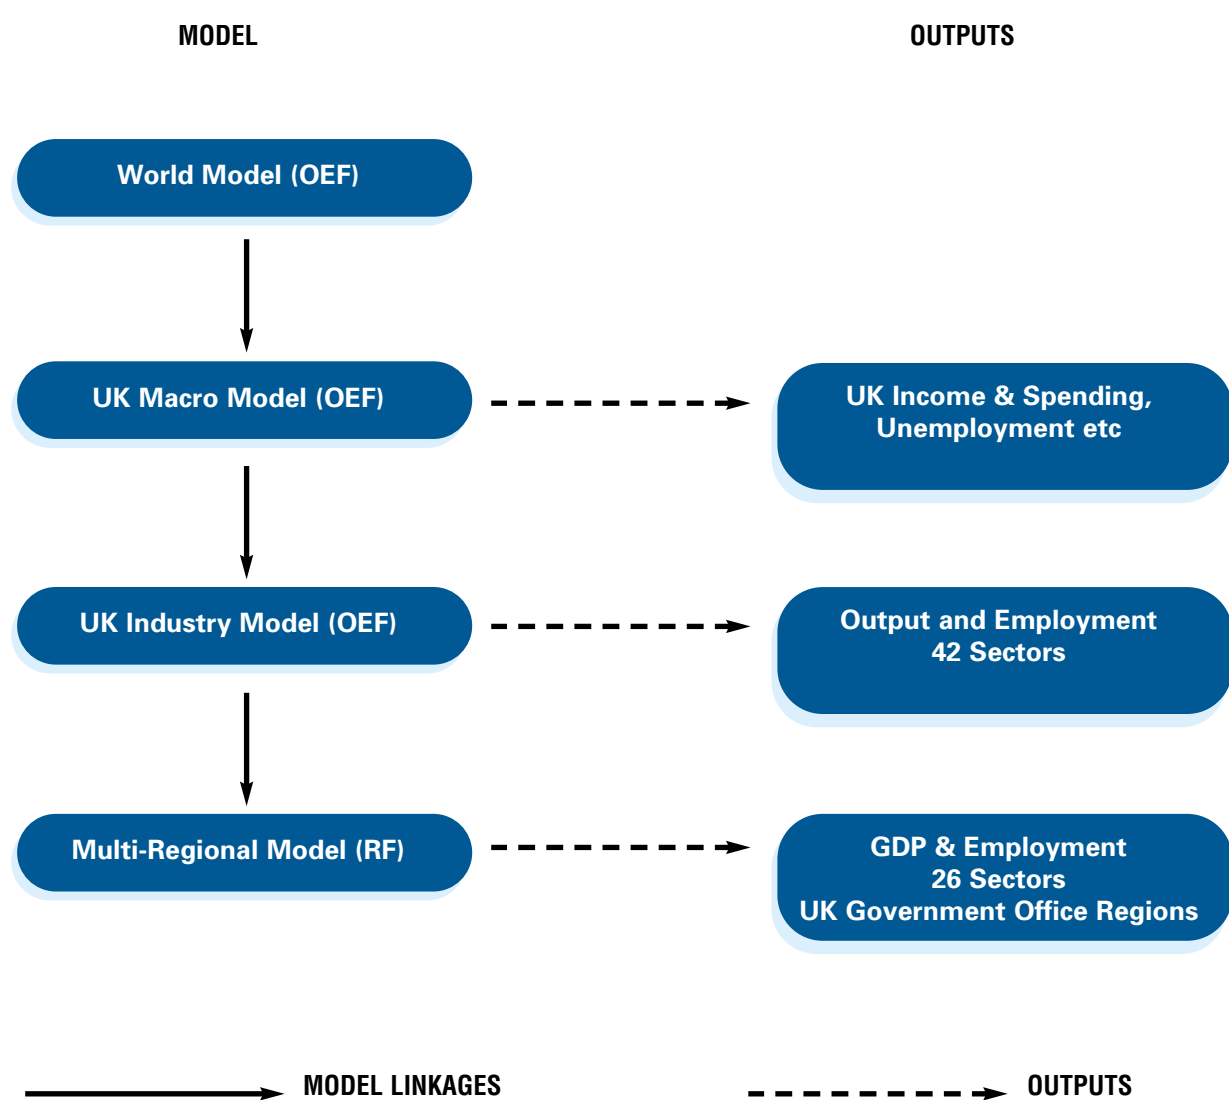 MODEL
OUTPUTS
World Model (OEF)
UK Macro Model (OEF)
UK Income & Spending,
Unemployment etc
UK Industry Model (OEF)
Output and Employment
42 Sectors
Multi-Regional Model (RF)
GDP & Employment
26 Sectors
UK Government Office Regions
MODEL LINKAGES
OUTPUTS